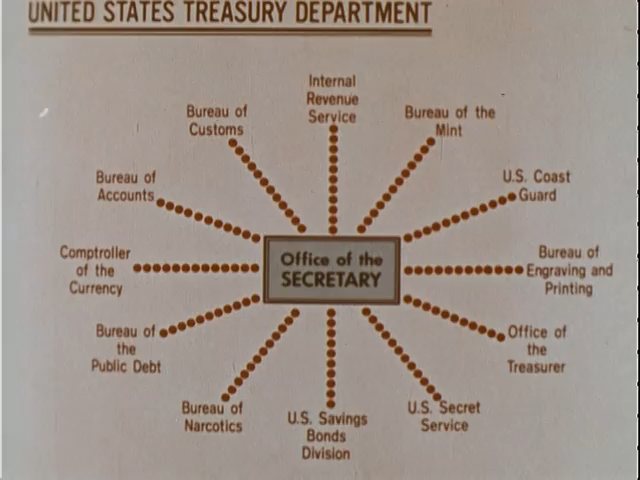 UNITED STATES TREASURY DEPARTMENT
Internal
Revenue
Service
Bureau of
Customs
Bureau of the
Mint
Bureau of
Accounts
U.S. Coast
Guard
Comptroller
of the
Currency
Office of the
SECRETARY
Bureau of
Engraving and
Printing
Bureau of
the
Public Debt
Office of
the
Treasurer
Bureau of
Narcotics
U.S. Savings
Bonds
Division
U.S. Secret
Service